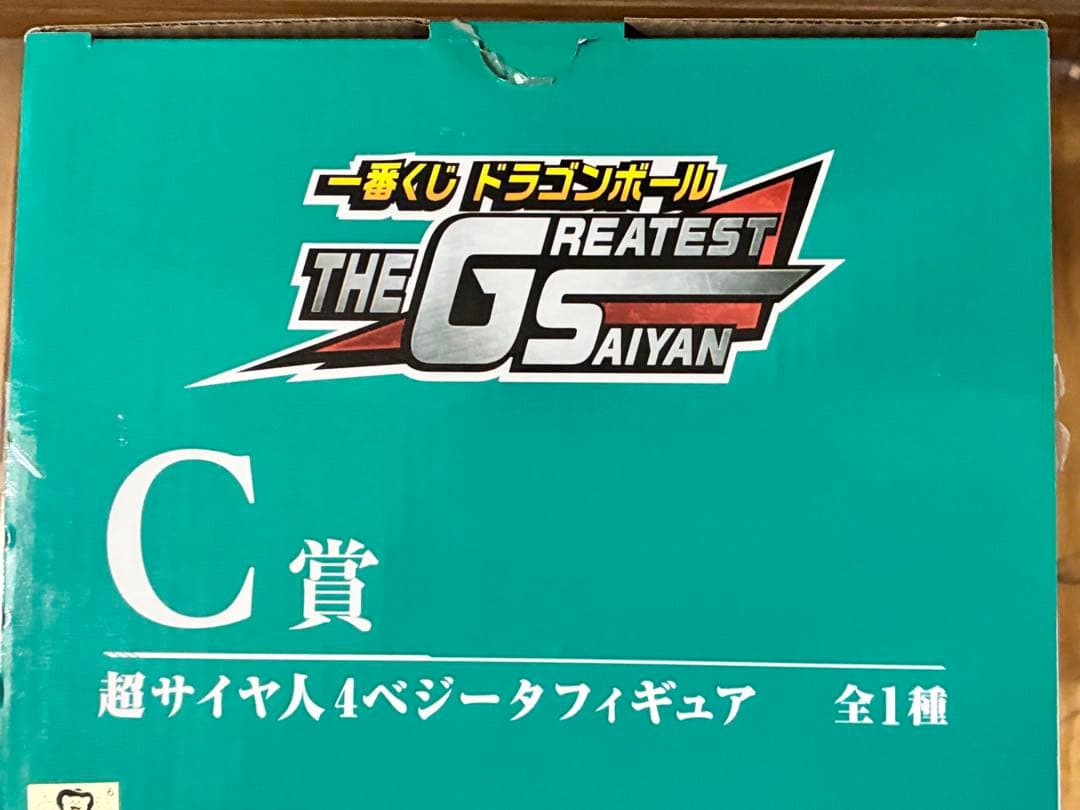 一番くじ ドラゴンボール
THE GREATEST
SAIYAN
C賞
超サイヤ人4ベジータフィギュア 全1種
6